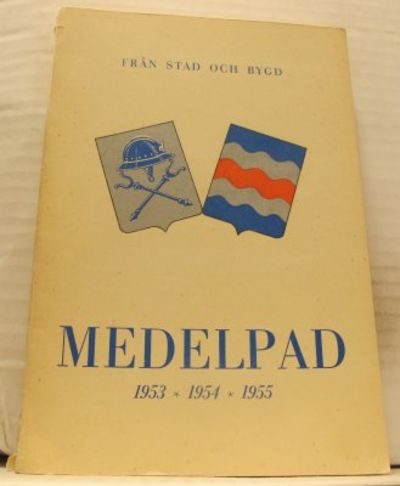 FRÅN STAD OCH BYGD
MEDELPAD
1953 * 1954 * 1955